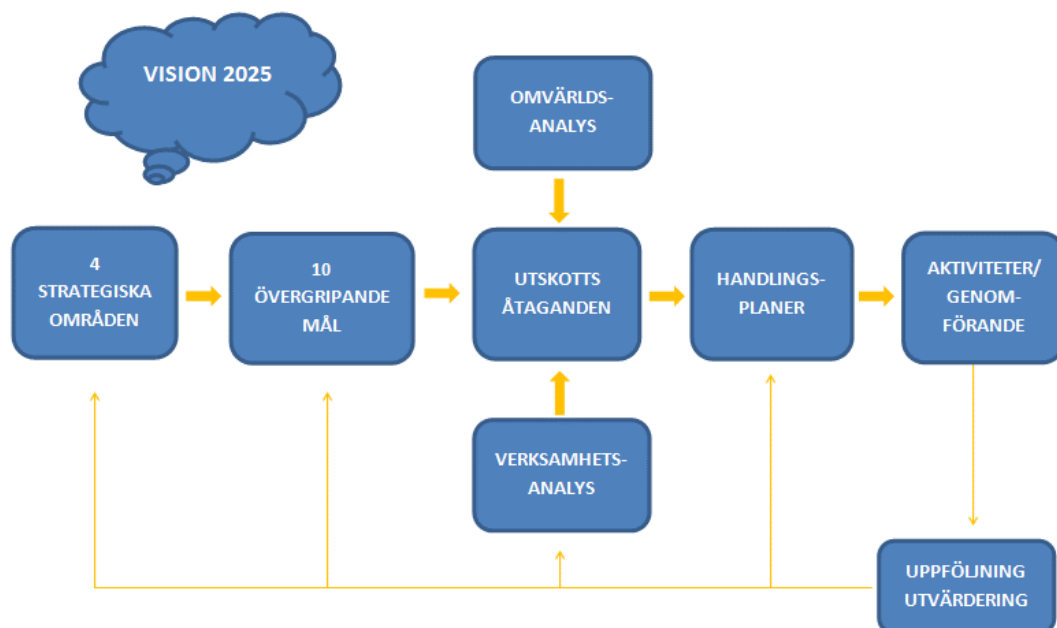 VISION 2025
OMVÄRLDS-
ANALYS
4
STRATEGISKA
OMRÅDEN
10
ÖVERGRIPANDE
MÅL
UTSKOTTS
ÅTAGANDEN
HANDLINGS-
PLANER
AKTIVITETER/
GENOM-
FÖRANDE
VERKSAMHETS-
ANALYS
UPPFÖLJNING
UTVÄRDERING